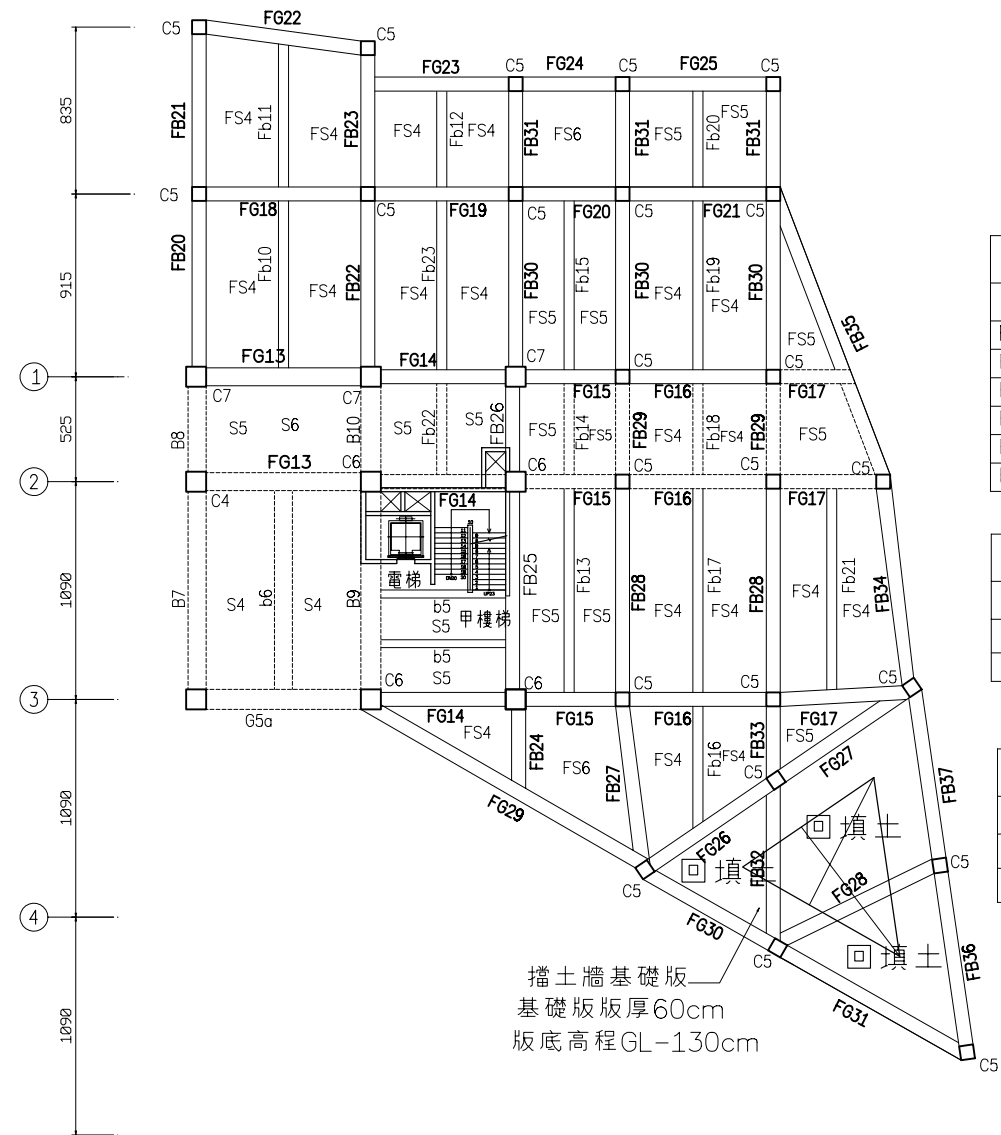 FG22
C5
C5
FG23
C5
FG24
C5
FG25
C5
835
FB21
FS4
Fb11
FS4
FB23
FS4
Fb12
FS4
FB31
FS6
FB31
FS5
Fb20
FS5
FB31
C5
FG18
C5
FG19
C5
FG20
C5
FG21
C5
915
FB20
FS4
Fb10
FS4
FB22
FS4
Fb23
FS4
FB30
FS5
Fb15
FS5
FB30
FS4
Fb19
FS4
FB30
FS5
FB35
FG13
FG14
C7
C5
C5
1
C7
C7
FG15
FG16
FG17
525
B8
S5
S6
B10
S5
Fb22
S5
FB26
FS5
Fb14
FS5
FB29
FS4
Fb18
FS4
FB29
FS5
FG13
C6
C6
C5
C5
C5
2
C4
FG14
FG15
FG16
FG17
1090
B7
S4
b6
S4
B9
電梯
b5
S5
甲樓梯
b5
S5
FB25
FS5
Fb13
FS5
FB28
FS4
Fb17
FS4
FB28
FS4
Fb21
FS4
FB34
C6
C6
C5
C5
C5
3
G5a
FG14
FS4
FG15
FG16
FG17
FB24
FS6
FB27
FS4
Fb16
FS4
FB33
FS5
C5
FG27
FB37
1090
FG29
填土
FG26
填土
FB32
FG28
C5
C5
4
FG30
C5
填土
FB36
擋土牆基礎版
基礎版版厚60cm
版底高程GL-130cm
FG31
1090
C5